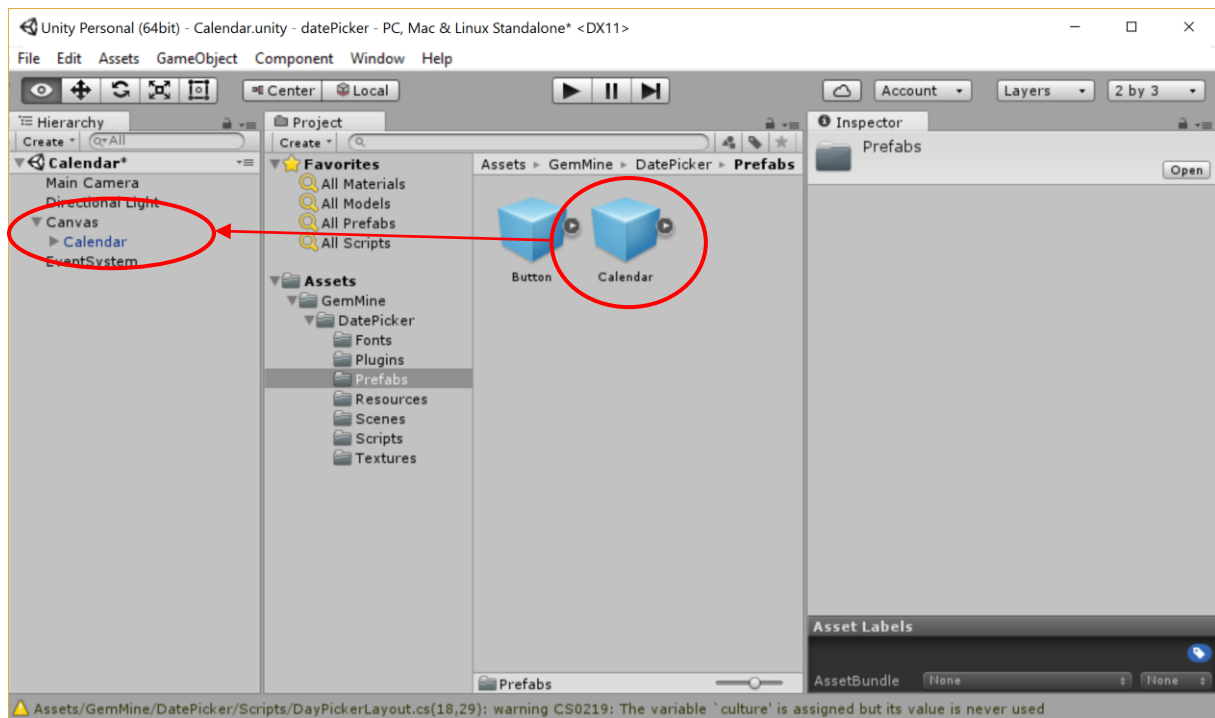 Unity Personal (64bit) - Calendar.unity - datePicker - PC, Mac & Linux Standalone* <DX11>
File Edit Assets GameObject Component Window Help
Center Local Account Layers 2 by 3
Hierarchy
Create All
Calendar*
Main Camera
Directional Light
Canvas
Calendar
EventSystem
Project
Create
Favorites
All Materials
All Models
All Prefabs
All Scripts
Assets
GemMine
DatePicker
Fonts
Plugins
Prefabs
Resources
Scenes
Scripts
Textures
Assets GemMine DatePicker Prefabs
Button Calendar
Prefabs
Inspector
Prefabs
Open
Asset Labels
AssetBundle None None
Assets/GemMine/DatePicker/Scripts/DayPickerLayout.cs(18,29): warning CS0219: The variable `culture' is assigned but its value is never used